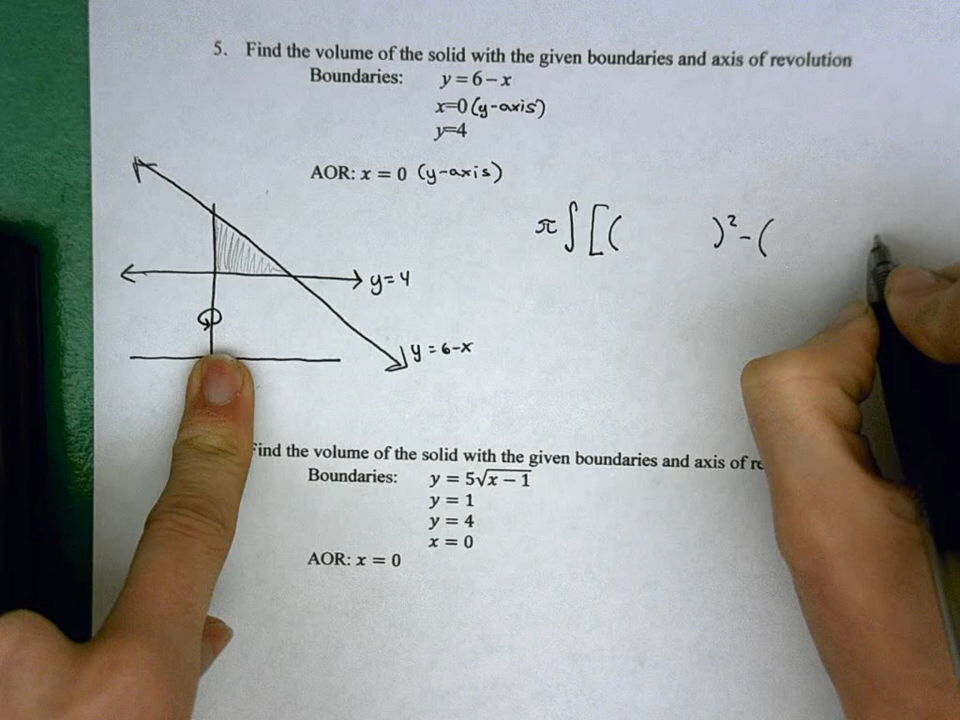 5. Find the volume of the solid with the given boundaries and axis of revolution
Boundaries: y = 6 – x
x=0 (y-axis)
y=4
AOR: x = 0 (y-axis)
π∫[( )² – (
y = 4
y = 6-x
Find the volume of the solid with the given boundaries and axis of re
Boundaries: y = 5√x – 1
y = 1
y = 4
x = 0
AOR: x = 0